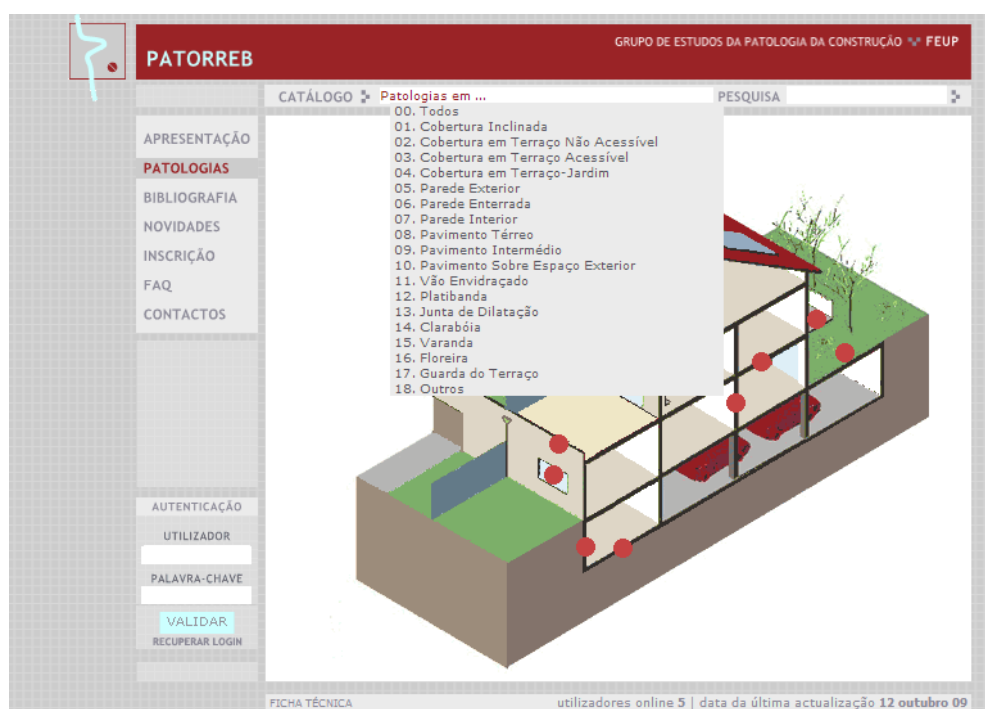 PATORREB
GRUPO DE ESTUDOS DA PATOLOGIA DA CONSTRUÇÃO FEUP
CATÁLOGO Patologias em ... PESQUISA
00. Todos
01. Cobertura Inclinada
02. Cobertura em Terraço Não Acessível
03. Cobertura em Terraço Acessível
04. Cobertura em Terraço-Jardim
05. Parede Exterior
06. Parede Enterrada
07. Parede Interior
08. Pavimento Térreo
09. Pavimento Intermédio
10. Pavimento Sobre Espaço Exterior
11. Vão Envidraçado
12. Platibanda
13. Junta de Dilatação
14. Clarabóia
15. Varanda
16. Floreira
17. Guarda do Terraço
18. Outros
APRESENTAÇÃO
PATOLOGIAS
BIBLIOGRAFIA
NOVIDADES
INSCRIÇÃO
FAQ
CONTACTOS
AUTENTICAÇÃO
UTILIZADOR
PALAVRA-CHAVE
VALIDAR
RECUPERAR LOGIN
FICHA TÉCNICA
utilizadores online 5 | data da última actualização 12 outubro 09